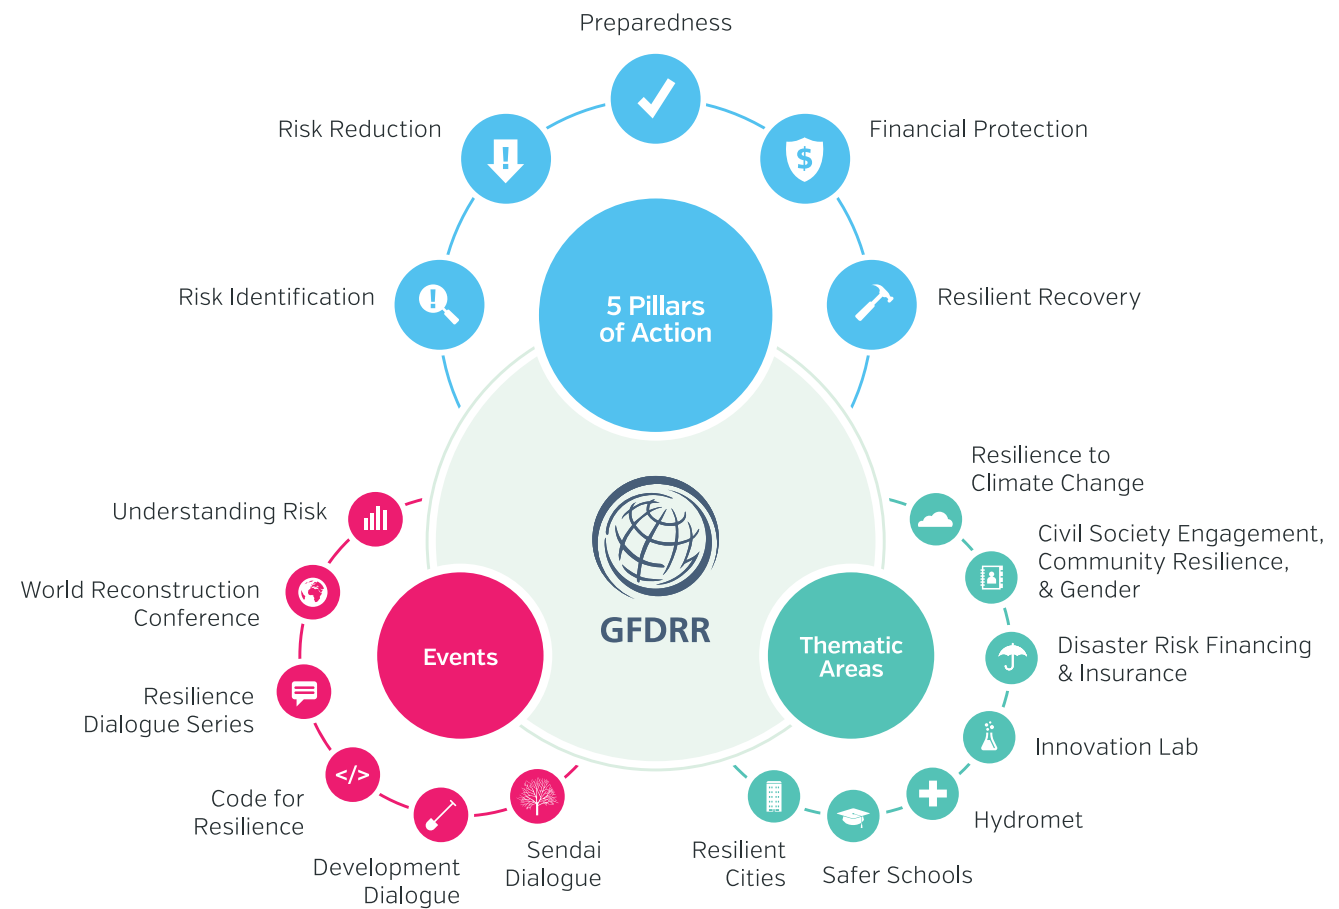 Preparedness
Risk Reduction
Financial Protection
Risk Identification
Resilient Recovery
5 Pillars
of Action
Resilience to
Climate Change
Understanding Risk
Civil Society Engagement,
Community Resilience,
& Gender
World Reconstruction
Conference
GFDRR
Events
Thematic
Areas
Disaster Risk Financing
& Insurance
Resilience
Dialogue Series
Innovation Lab
</>
Code for
Resilience
Hydromet
Development
Dialogue
Sendai
Dialogue
Resilient
Cities
Safer Schools